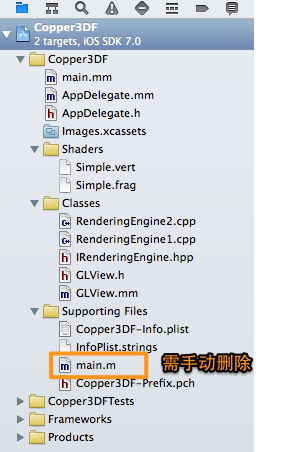 Copper3DF
2 targets, iOS SDK 7.0
Copper3DF
main.mm
AppDelegate.mm
AppDelegate.h
Images.xcassets
Shaders
Simple.vert
Simple.frag
Classes
RenderingEngine2.cpp
RenderingEngine1.cpp
IRenderingEngine.hpp
GLView.h
GLView.mm
Supporting Files
Copper3DF-Info.plist
InfoPlist.strings
main.m 需手动删除
Copper3DF-Prefix.pch
Copper3DFTests
Frameworks
Products